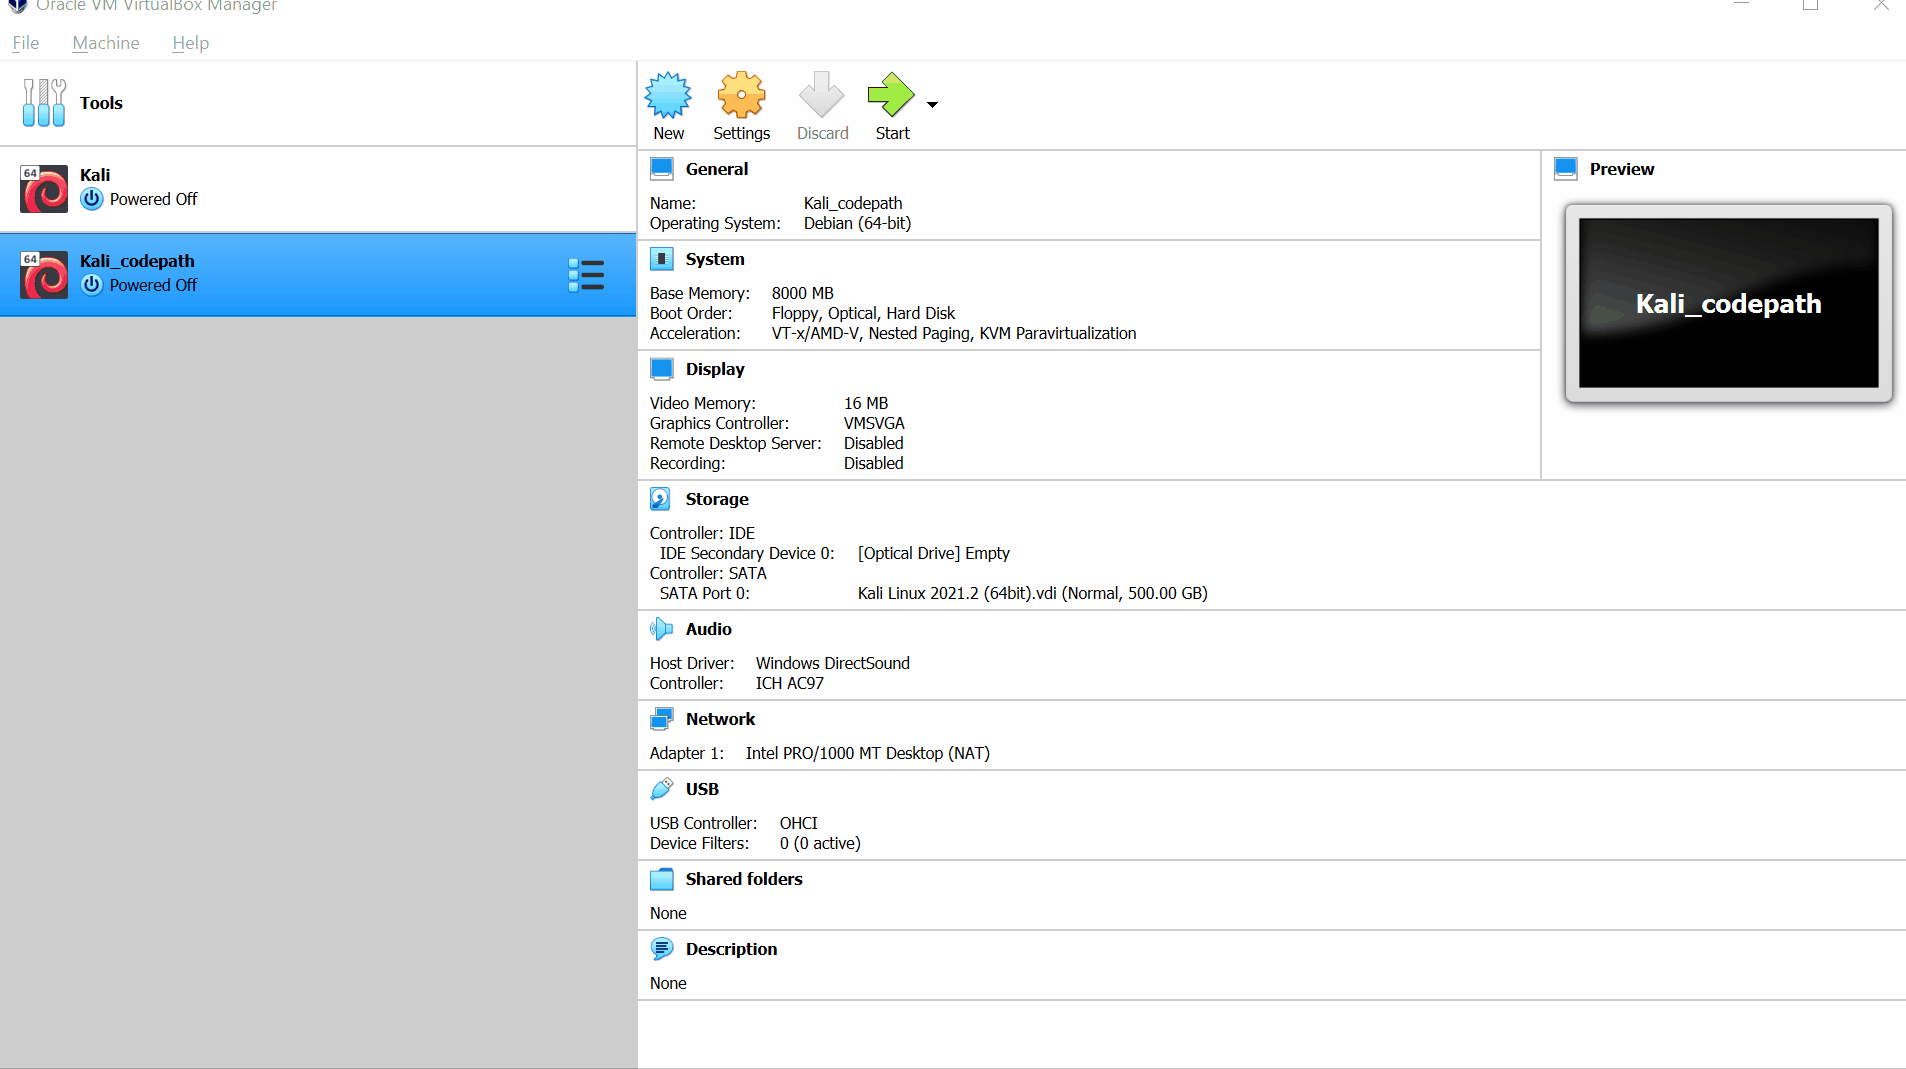 Oracle VM VirtualBox Manager
File Machine Help
Tools
64
Kali
Powered Off
64
Kali_codepath
Powered Off
New Settings Discard Start
General
Name: Kali_codepath
Operating System: Debian (64-bit)
System
Base Memory: 8000 MB
Boot Order: Floppy, Optical, Hard Disk
Acceleration: VT-x/AMD-V, Nested Paging, KVM Paravirtualization
Display
Video Memory: 16 MB
Graphics Controller: VMSVGA
Remote Desktop Server: Disabled
Recording: Disabled
Preview
Kali_codepath
Storage
Controller: IDE
IDE Secondary Device 0: [Optical Drive] Empty
Controller: SATA
SATA Port 0: Kali Linux 2021.2 (64bit).vdi (Normal, 500.00 GB)
Audio
Host Driver: Windows DirectSound
Controller: ICH AC97
Network
Adapter 1: Intel PRO/1000 MT Desktop (NAT)
USB
USB Controller: OHCI
Device Filters: 0 (0 active)
Shared folders
None
Description
None